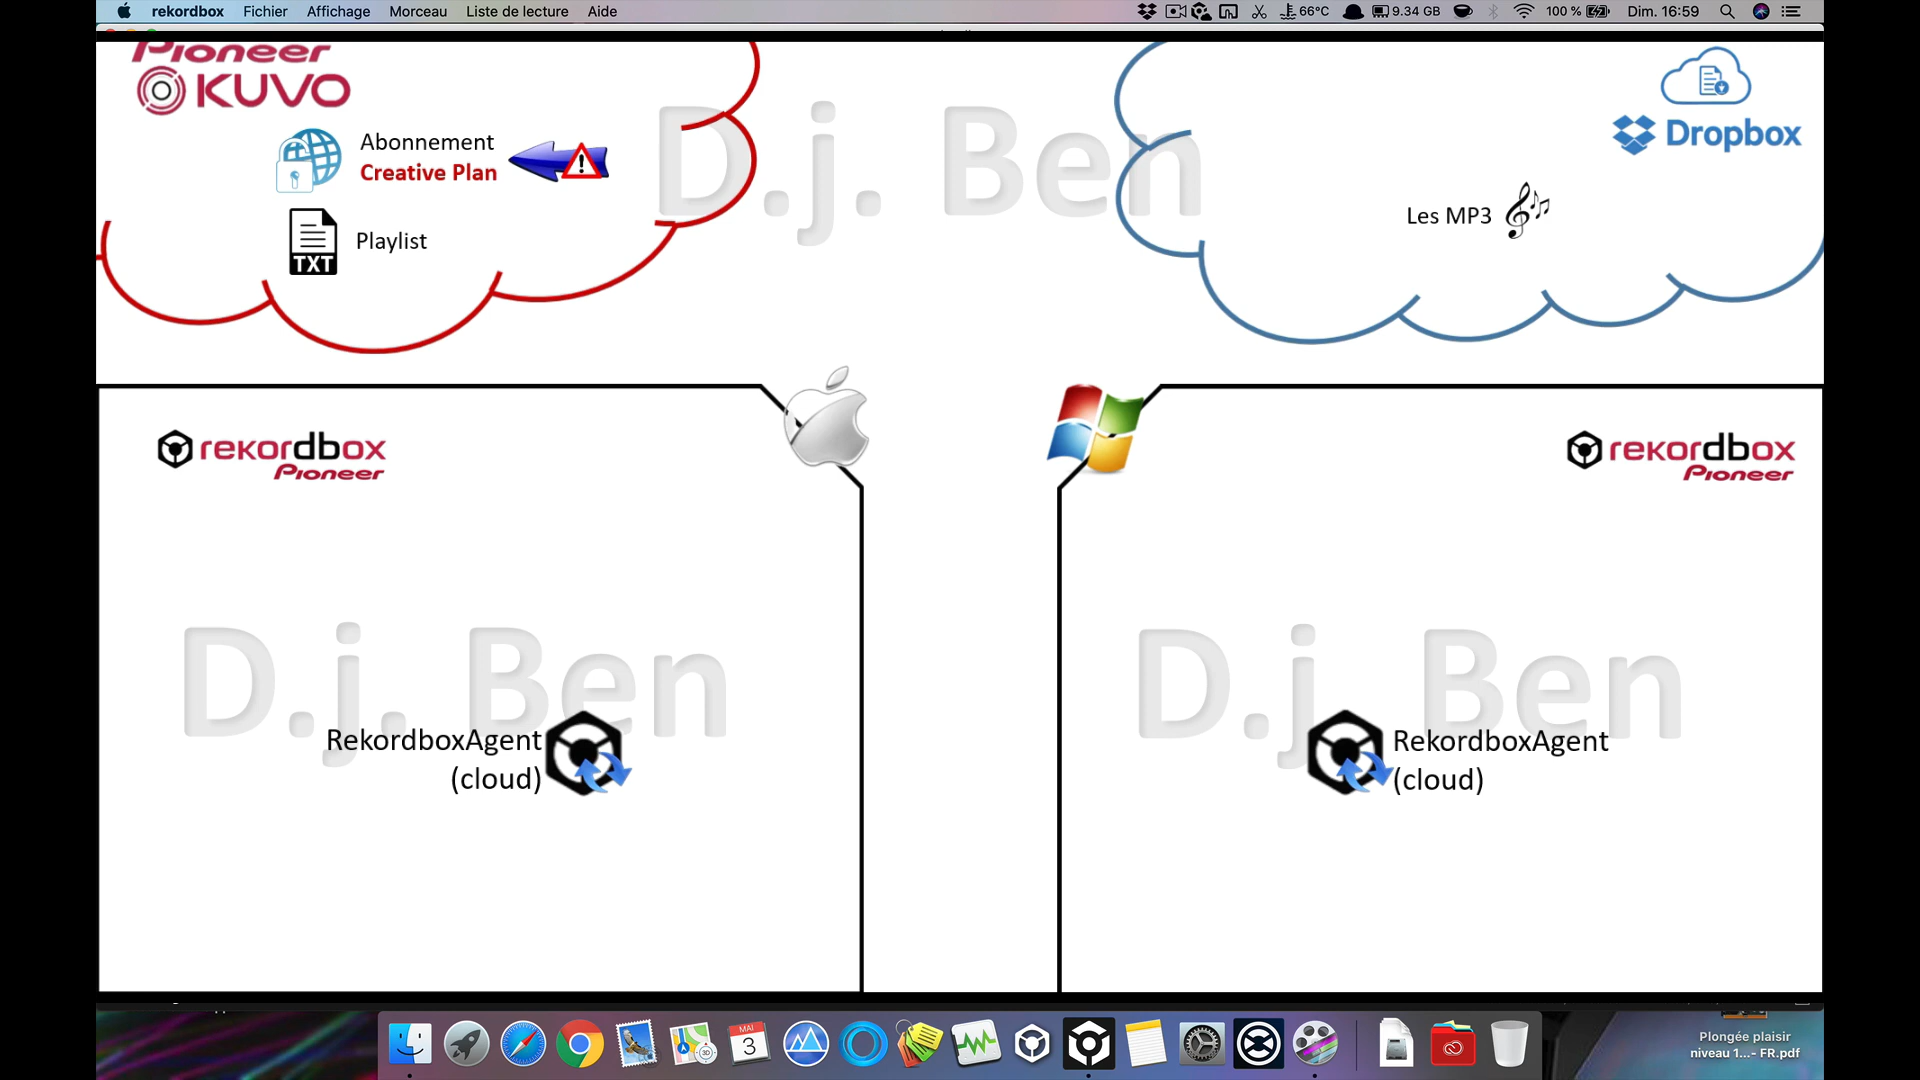 rekordbox Fichier Affichage Morceau Liste de lecture Aide
66°C 9.34 GB 100 % Dim. 16:59
Pioneer
KUVO
Abonnement
Creative Plan
TXT
Playlist
D.j. Ben
Dropbox
Les MP3
rekordbox
Pioneer
rekordbox
Pioneer
D.j. Ben
RekordboxAgent
(cloud)
D.j. Ben
RekordboxAgent
(cloud)
3D
MAI
3
Plongée plaisir
niveau 1...- FR.pdf